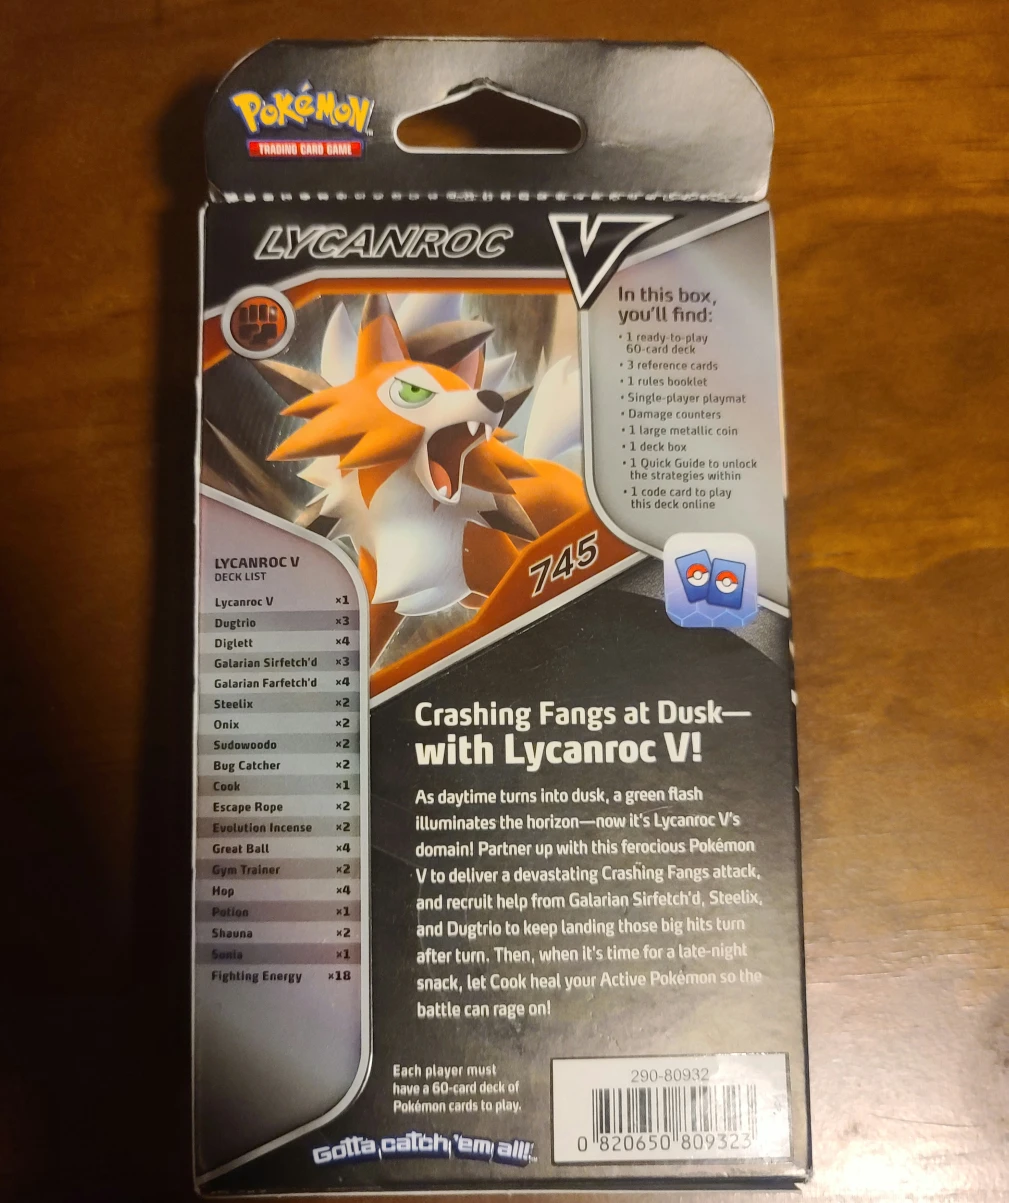 POKéMON
TRADING CARD GAME
LYCANROC V
In this box,
you'll find:
• 1 ready-to-play
60-card deck
• 3 reference cards
• 1 rules booklet
• Single-player playmat
• Damage counters
• 1 large metallic coin
• 1 deck box
• 1 Quick Guide to unlock
the strategies within
• 1 code card to play
this deck online
745
LYCANROC V
DECK LIST
Lycanroc V ×1
Dugtrio ×3
Diglett ×4
Galarian Sirfetch'd ×3
Galarian Farfetch'd ×4
Steelix ×2
Onix ×2
Sudowoodo ×2
Bug Catcher ×2
Cook ×1
Escape Rope ×2
Evolution Incense ×2
Great Ball ×4
Gym Trainer ×2
Hop ×4
Potion ×1
Shauna ×2
Sonia ×1
Fighting Energy ×18
Crashing Fangs at Dusk—
with Lycanroc V!
As daytime turns into dusk, a green flash
illuminates the horizon—now it's Lycanroc V's
domain! Partner up with this ferocious Pokémon
V to deliver a devastating Crashing Fangs attack,
and recruit help from Galarian Sirfetch'd, Steelix,
and Dugtrio to keep landing those big hits turn
after turn. Then, when it's time for a late-night
snack, let Cook heal your Active Pokémon so the
battle can rage on!
Each player must
have a 60-card deck of
Pokémon cards to play.
Gotta catch 'em all!™
290-80932
0 820650 809323